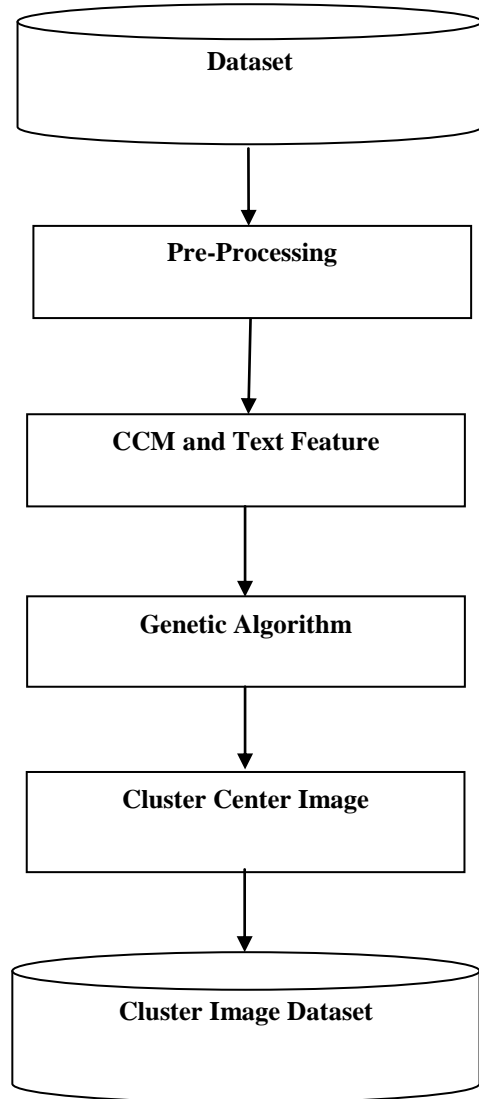 Dataset
Pre-Processing
CCM and Text Feature
Genetic Algorithm
Cluster Center Image
Cluster Image Dataset